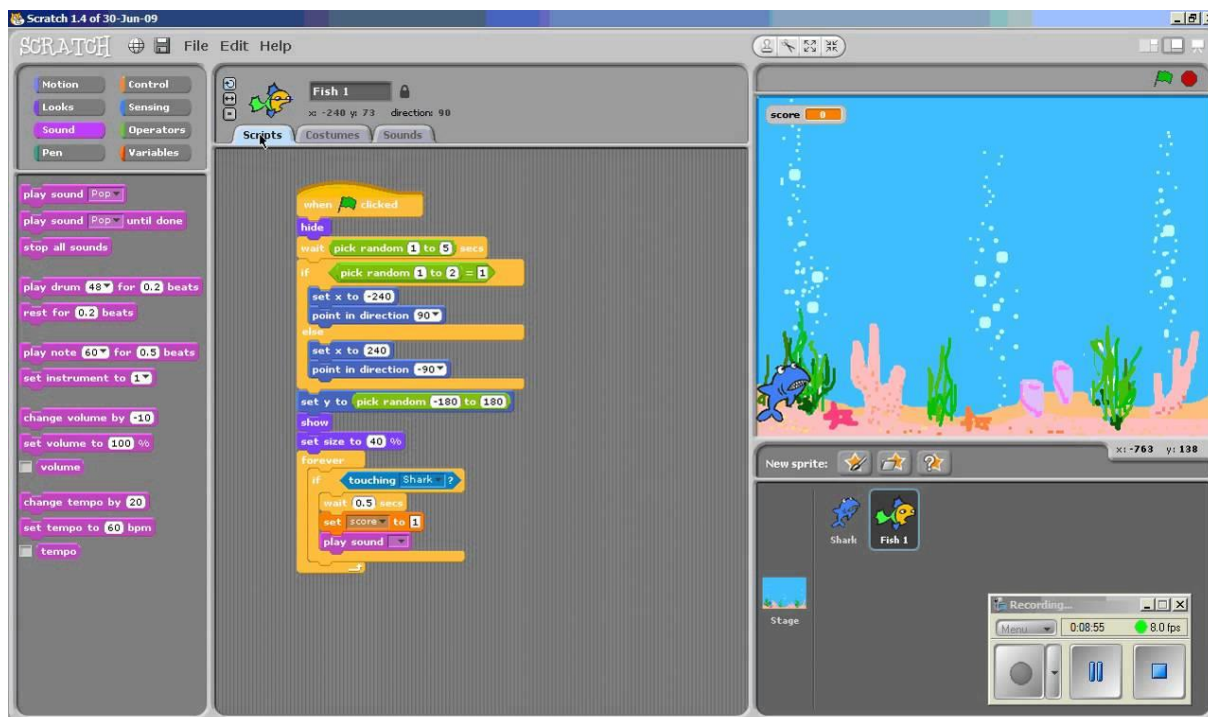 Scratch 1.4 of 30-Jun-09
SCRATCH File Edit Help
Motion Control
Looks Sensing
Sound Operators
Pen Variables
play sound Pop
play sound Pop until done
stop all sounds
play drum 48 for 0.2 beats
rest for 0.2 beats
play note 60 for 0.5 beats
set instrument to 1
change volume by -10
set volume to 100 %
volume
change tempo by 20
set tempo to 60 bpm
tempo
Fish 1
x: -240 y: 73 direction: 90
Scripts Costumes Sounds
when clicked
hide
wait pick random 1 to 5 secs
if pick random 1 to 2 = 1
set x to -240
point in direction 90
else
set x to 240
point in direction -90
set y to pick random -180 to 180
show
set size to 40 %
forever
if touching Shark ?
wait 0.5 secs
set score to 1
play sound
score 0
x: -763 y: 138
New sprite:
Shark Fish 1
Stage
Recording...
Menu 0:08:55 8.0 fps